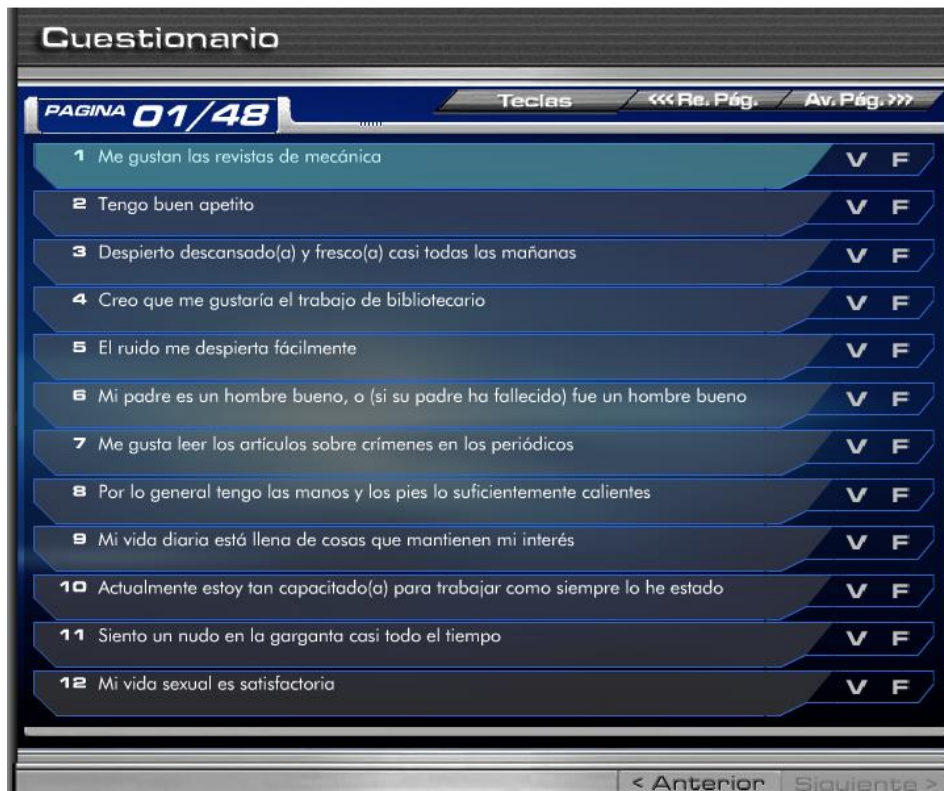 Cuestionario
PAGINA 01/48
Teclas <<< Re. Pág. Av. Pág. >>>
1 Me gustan las revistas de mecánica V F
2 Tengo buen apetito V F
3 Despierto descansado(a) y fresco(a) casi todas las mañanas V F
4 Creo que me gustaría el trabajo de bibliotecario V F
5 El ruido me despierta fácilmente V F
6 Mi padre es un hombre bueno, o (si su padre ha fallecido) fue un hombre bueno V F
7 Me gusta leer los artículos sobre crímenes en los periódicos V F
8 Por lo general tengo las manos y los pies lo suficientemente calientes V F
9 Mi vida diaria está llena de cosas que mantienen mi interés V F
10 Actualmente estoy tan capacitado(a) para trabajar como siempre lo he estado V F
11 Siento un nudo en la garganta casi todo el tiempo V F
12 Mi vida sexual es satisfactoria V F
< Anterior Siguiente >